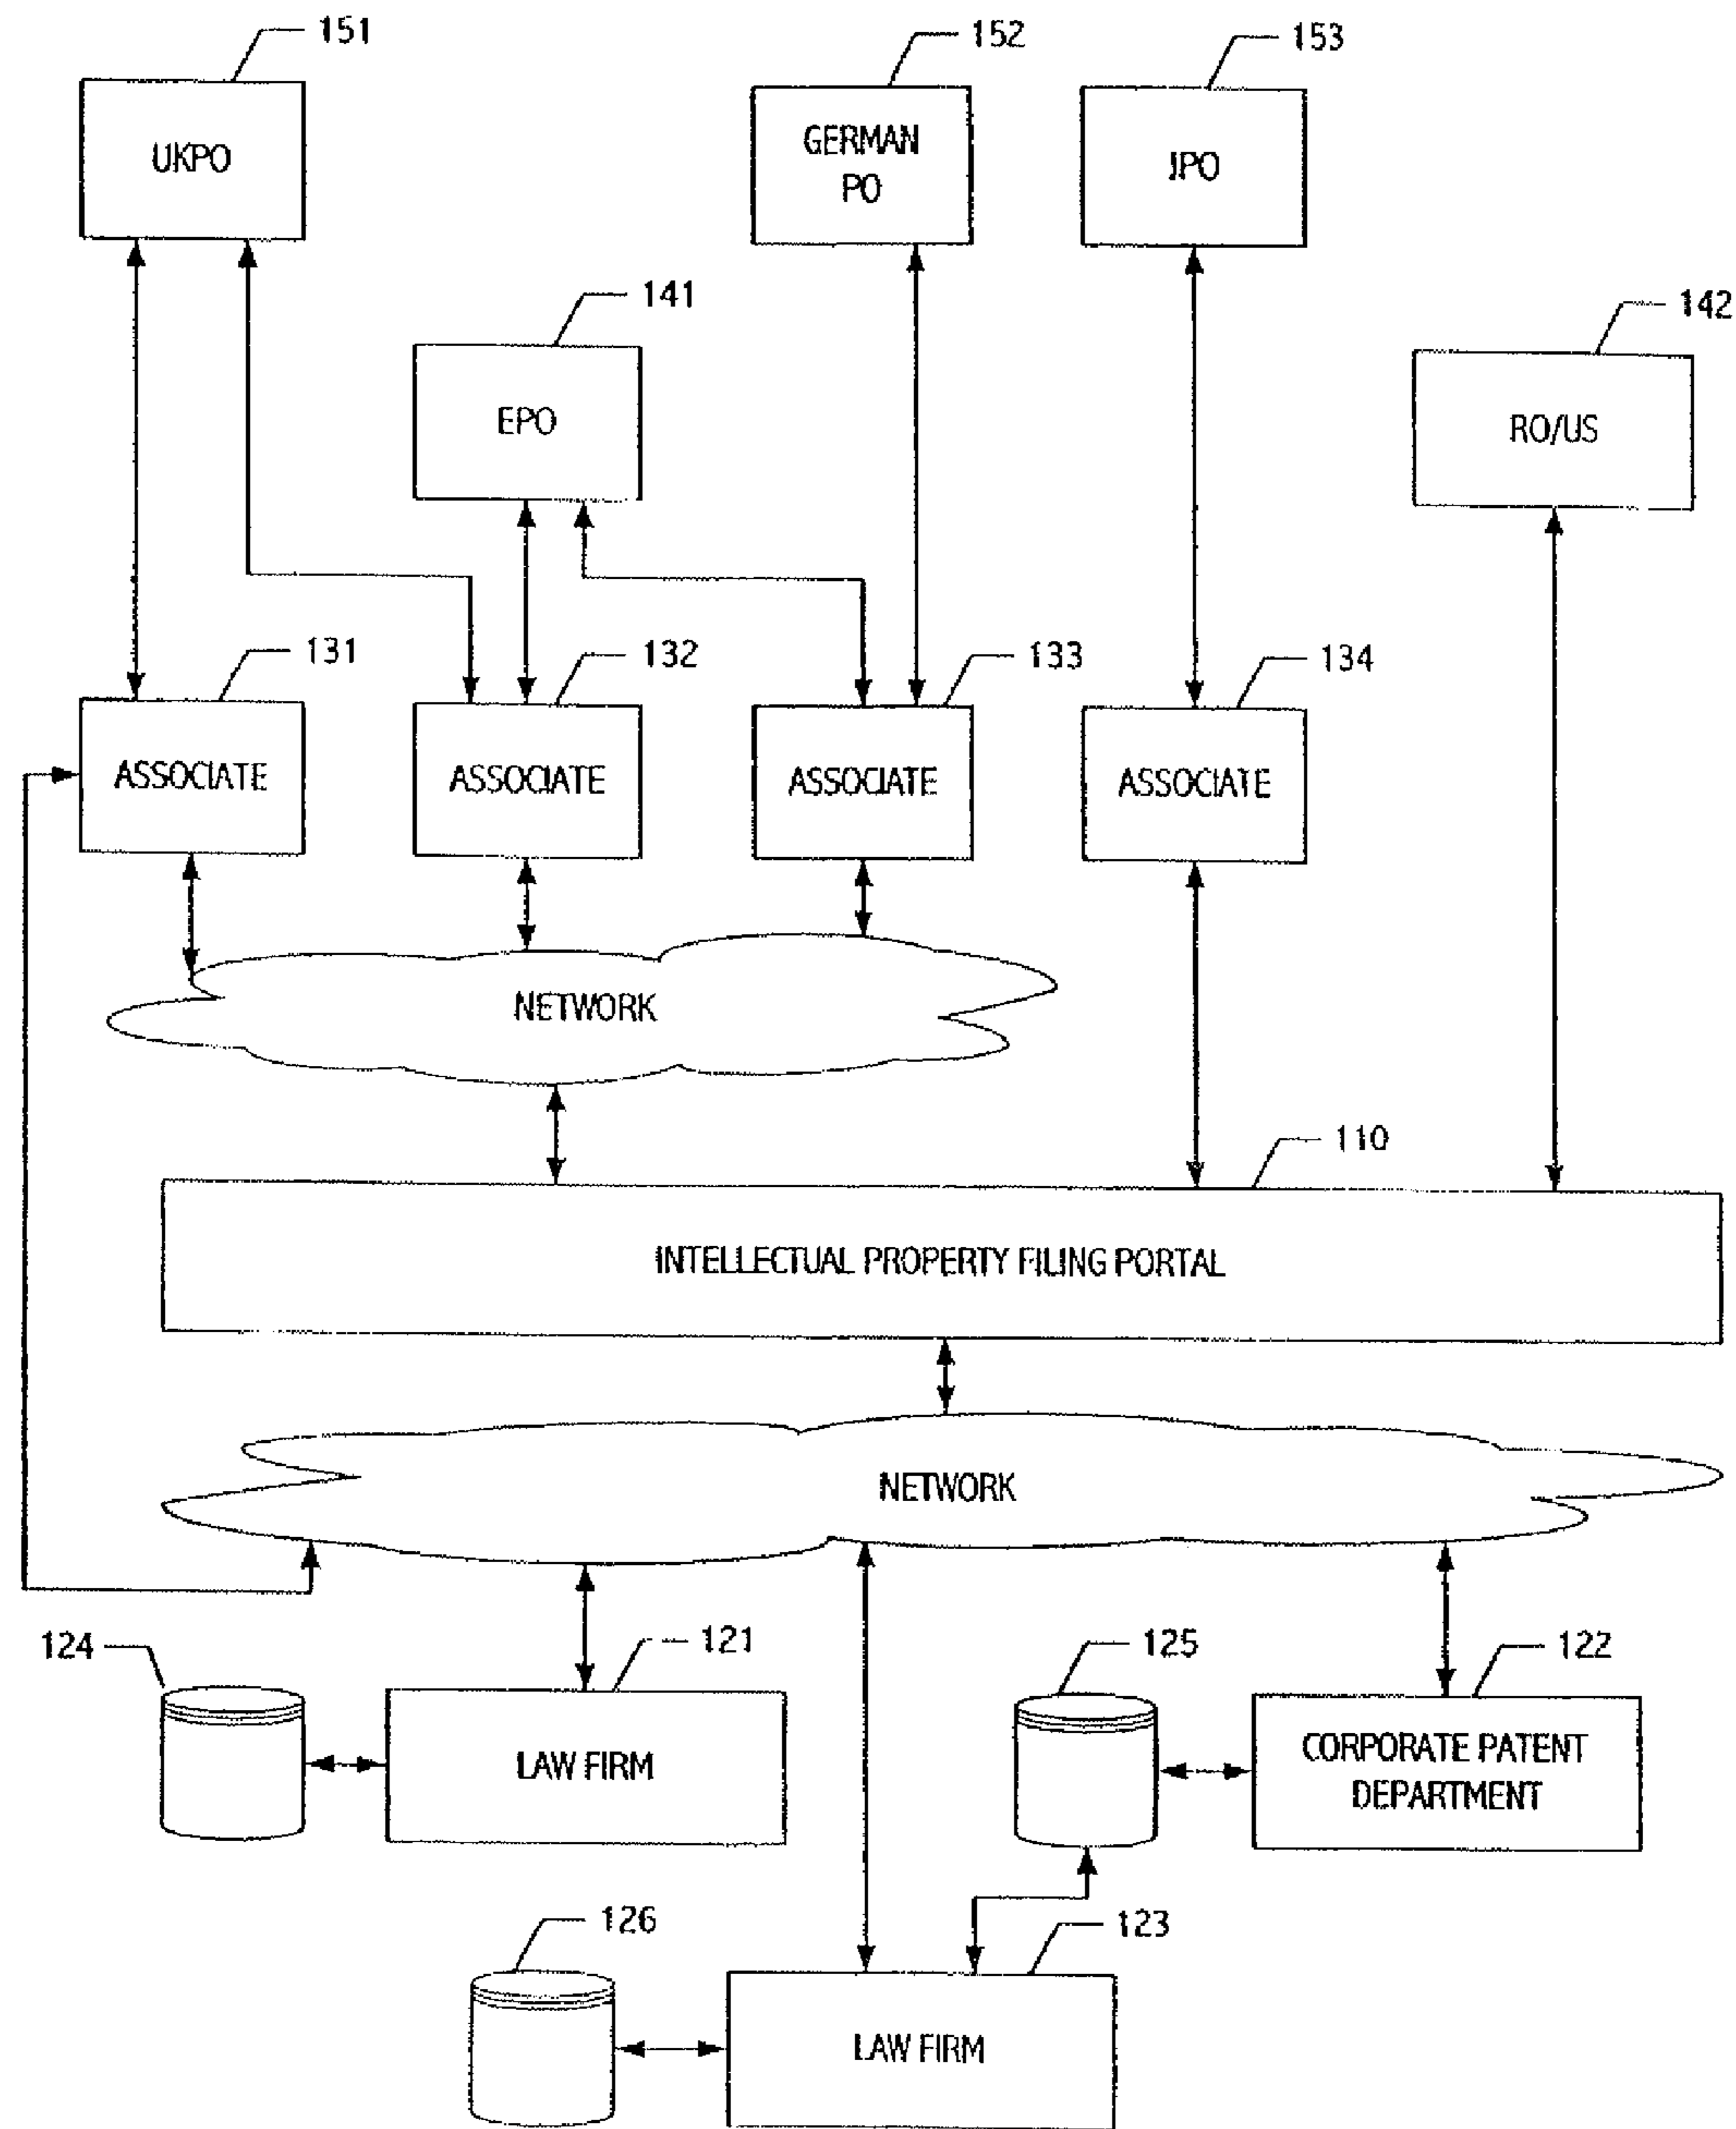 151
152
153
UKPO
GERMAN
PO
JPO
141
142
EPO
RO/US
131
132
133
134
ASSOCIATE
ASSOCIATE
ASSOCIATE
ASSOCIATE
NETWORK
110
INTELLECTUAL PROPERTY FILING PORTAL
NETWORK
124
121
125
122
LAW FIRM
CORPORATE PATENT
DEPARTMENT
126
123
LAW FIRM